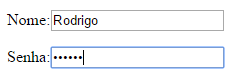 Nome: Rodrigo
Senha: ••••••